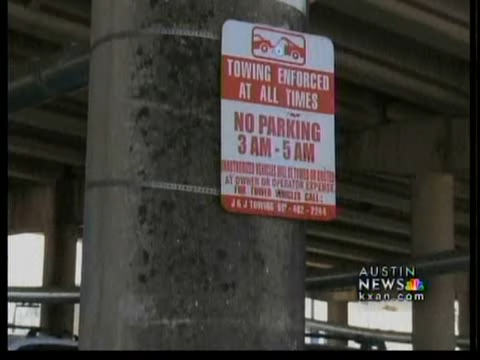 TOWING ENFORCED
AT ALL TIMES
NO PARKING
3 AM - 5 AM
UNAUTHORIZED VEHICLES WILL BE TOWED OR BOOTED
AT OWNER OR OPERATOR EXPENSE
FOR TOWED VEHICLES CALL:
J & J TOWING 512 - 462 - 2244
AUSTIN
NEWS
kxan.com